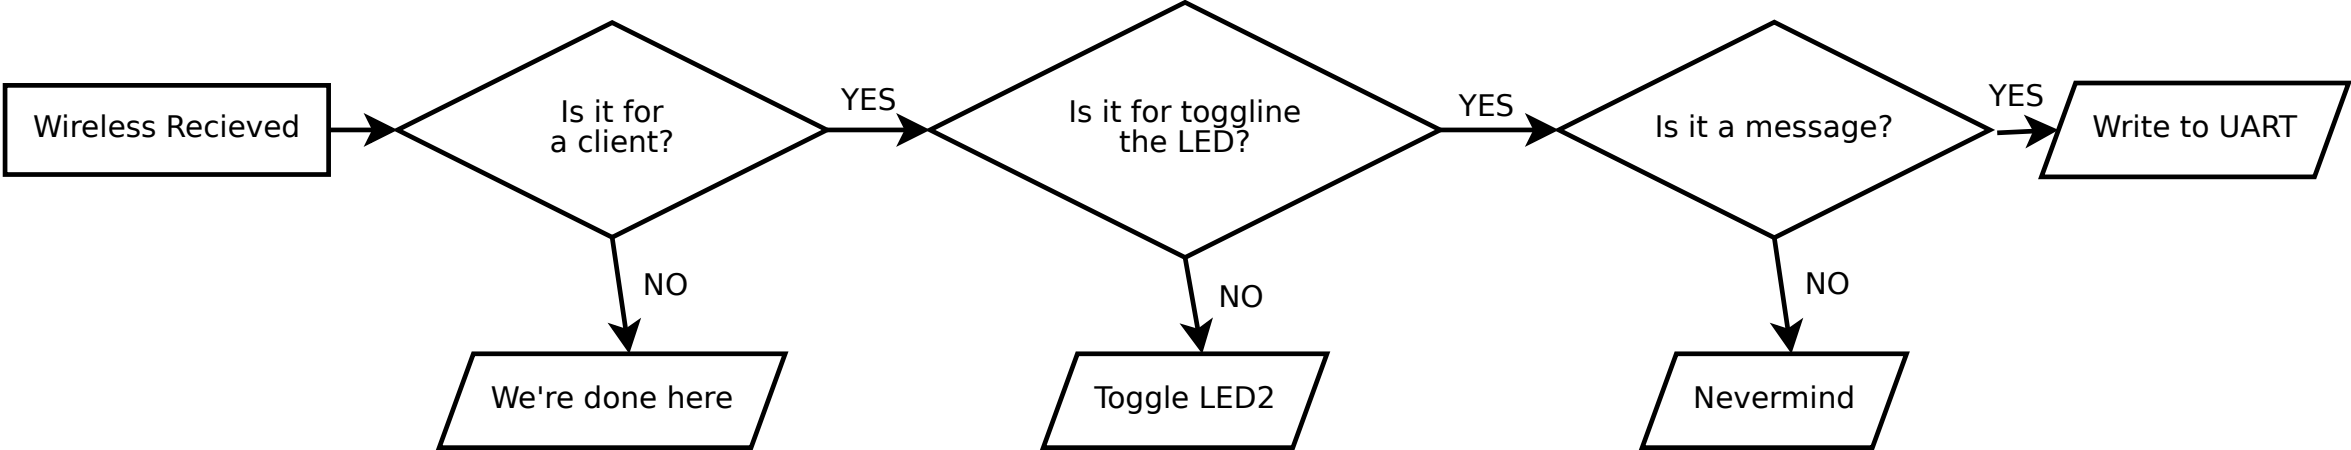 Wireless Recieved
Is it for
a client?
YES
NO
We're done here
Is it for toggline
the LED?
YES
NO
Toggle LED2
Is it a message?
YES
NO
Nevermind
Write to UART